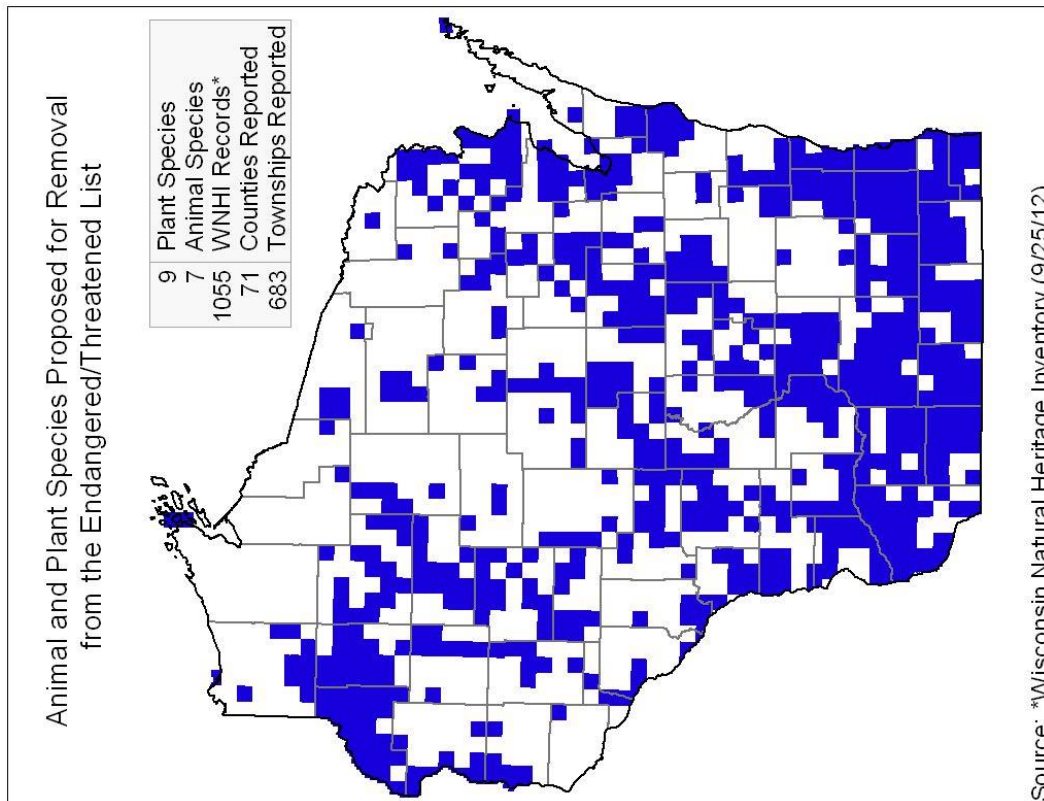 Animal and Plant Species Proposed for Removal
from the Endangered/Threatened List
9 Plant Species
7 Animal Species
1055 WNHI Records*
71 Counties Reported
683 Townships Reported
Source: *Wisconsin Natural Heritage Inventory (9/25/12)